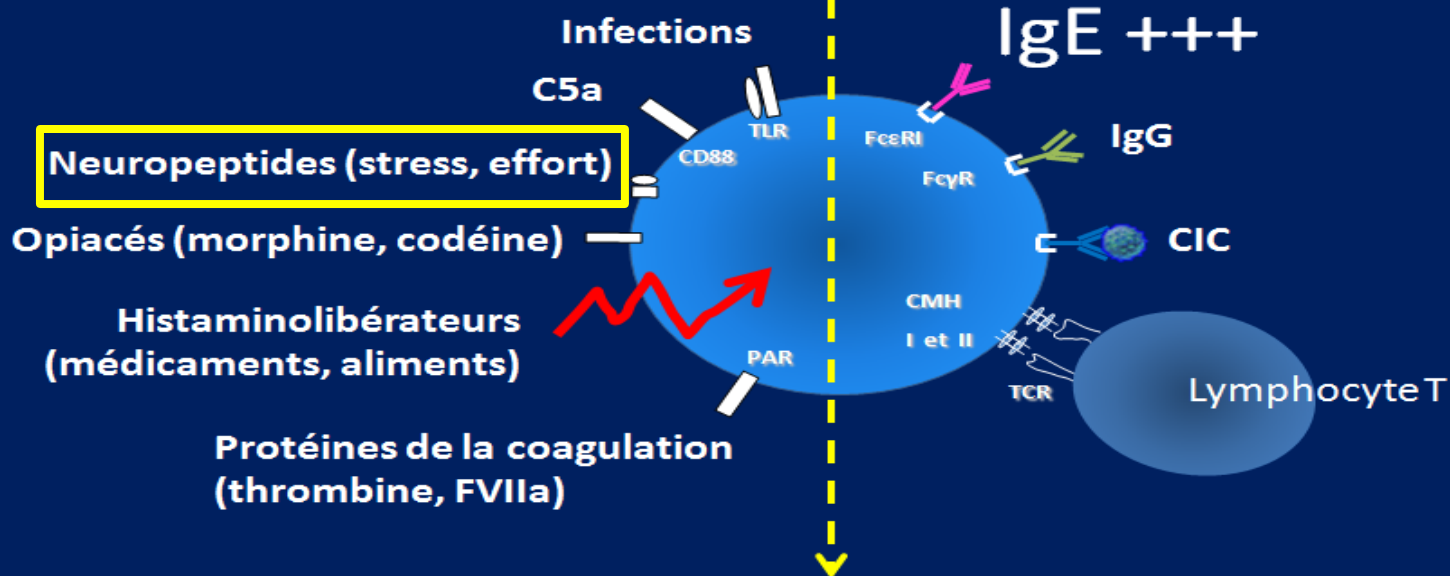 Infections
C5a
Neuropeptides (stress, effort)
Opiacés (morphine, codéine)
Histaminolibérateurs
(médicaments, aliments)
Protéines de la coagulation
(thrombine, FVIIa)
TLR
CD88
PAR
IgE +++
FcεRI
IgG
FcγR
CIC
CMH
I et II
TCR
Lymphocyte T